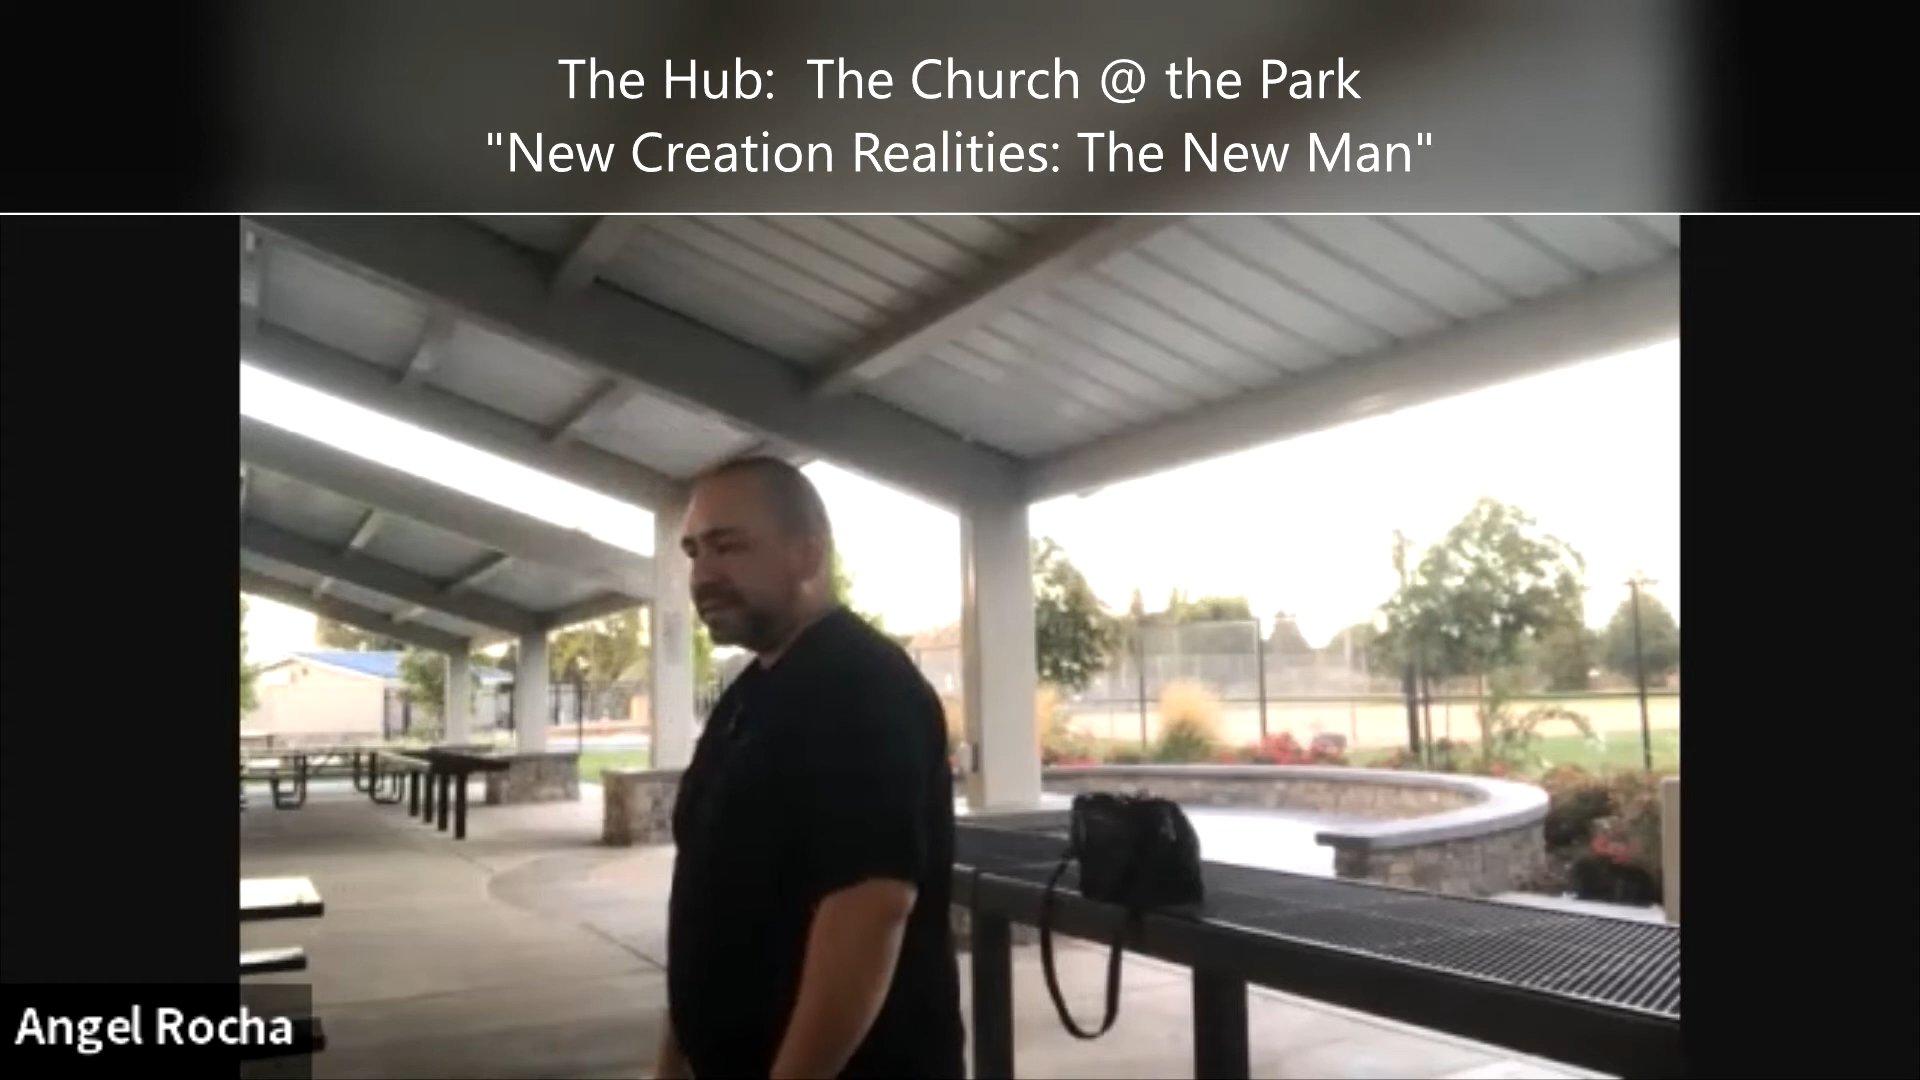 The Hub:  The Church @ the Park
"New Creation Realities: The New Man"
Angel Rocha